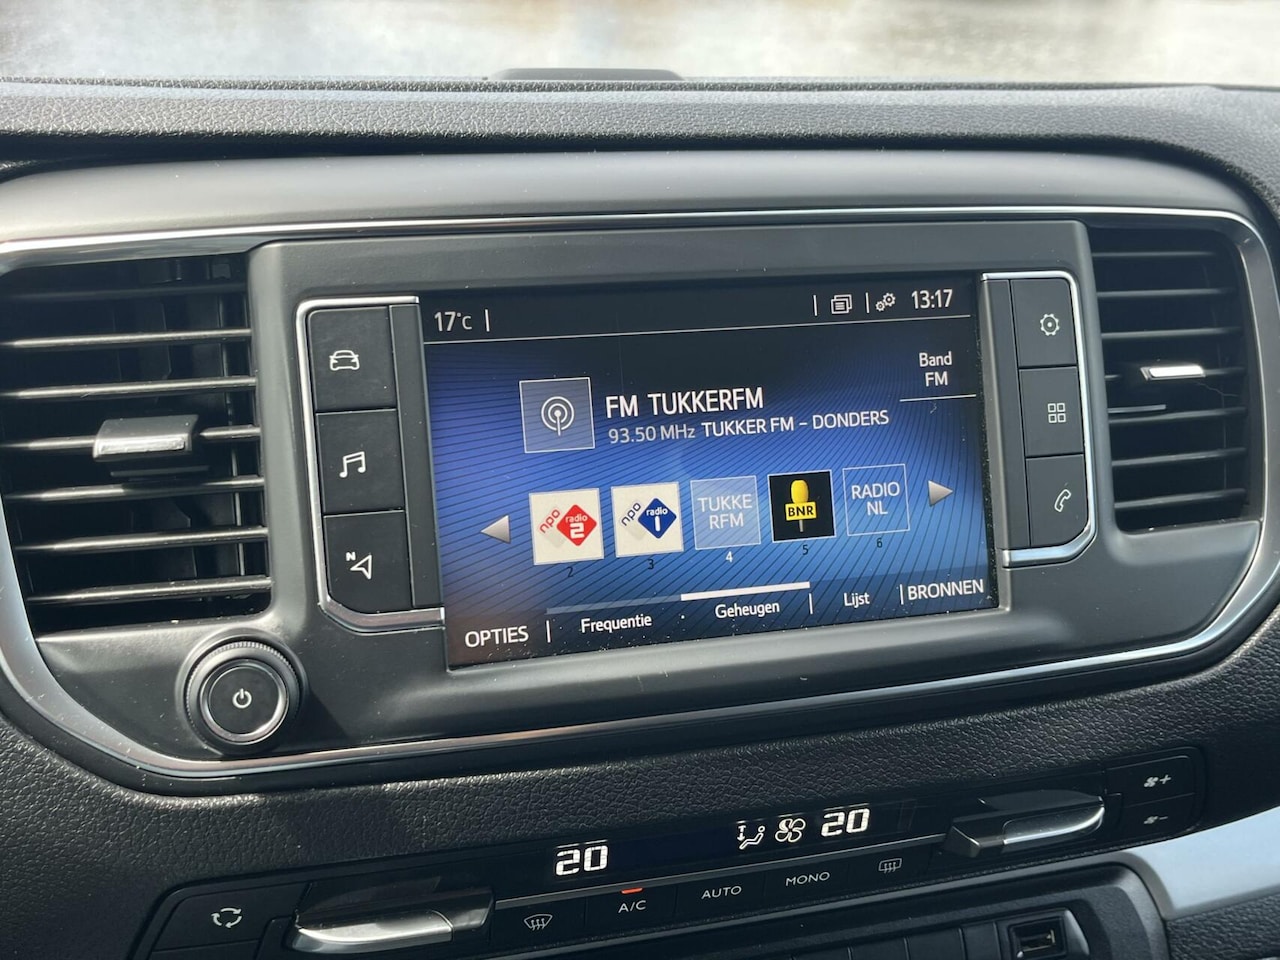 17°C
13:17
Band
FM
FM TUKKERFM
93.50 MHz TUKKER FM - DONDERS
npo radio 2
npo radio 1
TUKKE
RFM
BNR
RADIO
NL
2
3
4
5
6
OPTIES
Frequentie
Geheugen
Lijst
BRONNEN
N
20
20
A/C
AUTO
MONO